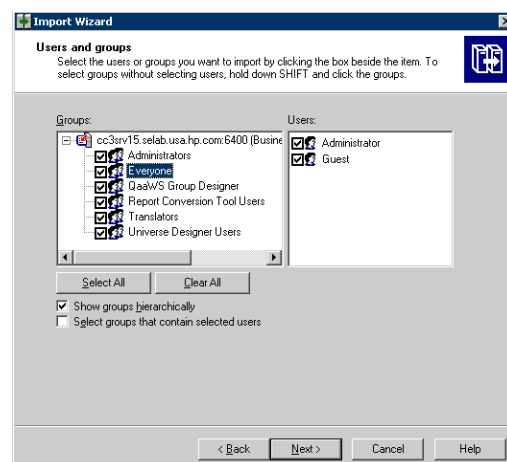 Import Wizard
Users and groups
Select the users or groups you want to import by clicking the box beside the item. To
select groups without selecting users, hold down SHIFT and click the groups.
Groups:
Users:
cc3srv15.selab.usa.hp.com:6400 (Busine
Administrators
Everyone
QaaWS Group Designer
Report Conversion Tool Users
Translators
Universe Designer Users
Administrator
Guest
Select All
Clear All
Show groups hierarchically
Select groups that contain selected users
< Back
Next >
Cancel
Help